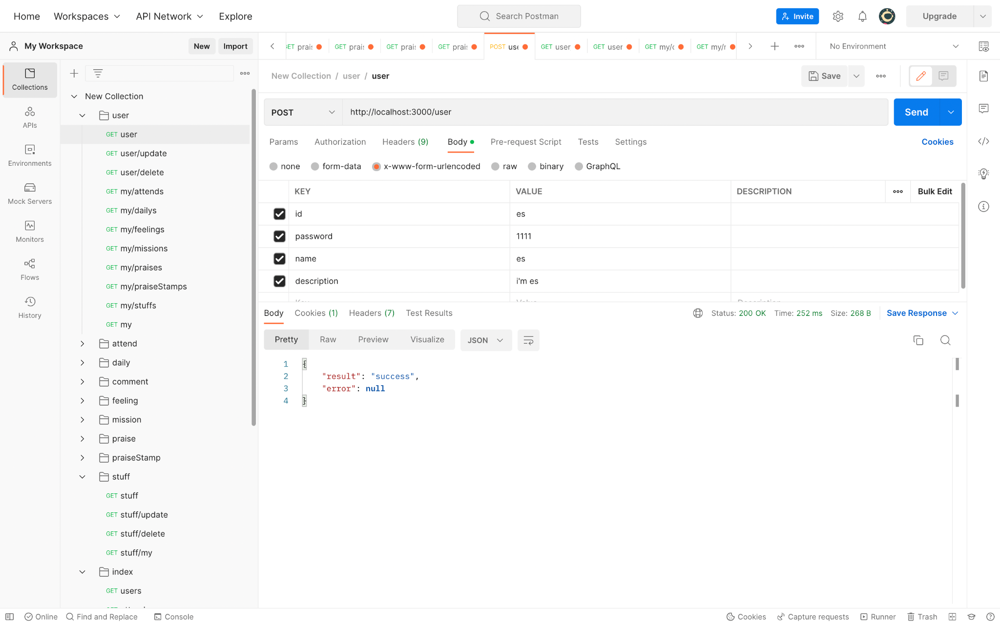 Home Workspaces API Network Explore Search Postman Invite Upgrade
My Workspace New Import
GET prais GET prais GET prais GET prais POST use GET user GET user GET my/ GET my/ No Environment
Collections
APIs
Environments
Mock Servers
Monitors
Flows
History
New Collection
user
GET user
GET user/update
GET user/delete
GET my/attends
GET my/dailys
GET my/feelings
GET my/missions
GET my/praises
GET my/praiseStamps
GET my/stuffs
GET my
attend
daily
comment
feeling
mission
praise
praiseStamp
stuff
GET stuff
GET stuff/update
GET stuff/delete
GET stuff/my
index
GET users
New Collection / user / user Save
POST http://localhost:3000/user Send
Params Authorization Headers (9) Body Pre-request Script Tests Settings Cookies
none form-data x-www-form-urlencoded raw binary GraphQL
KEY VALUE DESCRIPTION Bulk Edit
id es
password 1111
name es
description i'm es
Key Value Description
Body Cookies (1) Headers (7) Test Results Status: 200 OK Time: 252 ms Size: 268 B Save Response
Pretty Raw Preview Visualize JSON
1 {
2 "result": "success",
3 "error": null
4 }
Online Find and Replace Console Cookies Capture requests Runner Trash